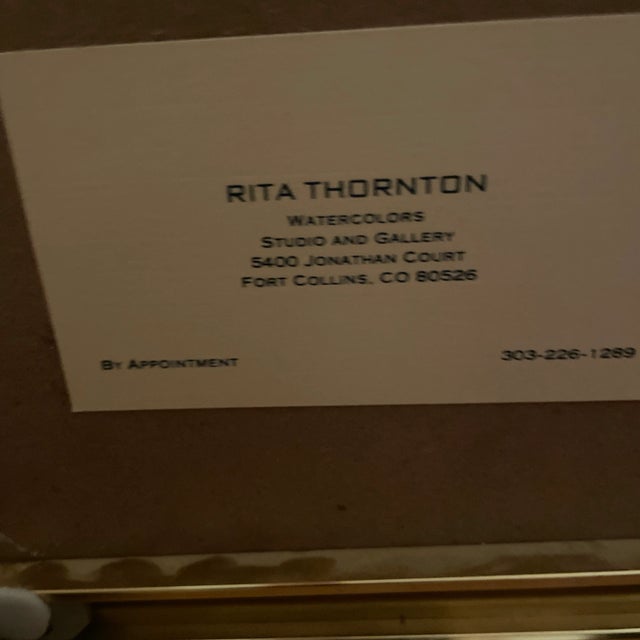 RITA THORNTON
WATERCOLORS
STUDIO AND GALLERY
5400 JONATHAN COURT
FORT COLLINS, CO 80526
BY APPOINTMENT
303-226-1289